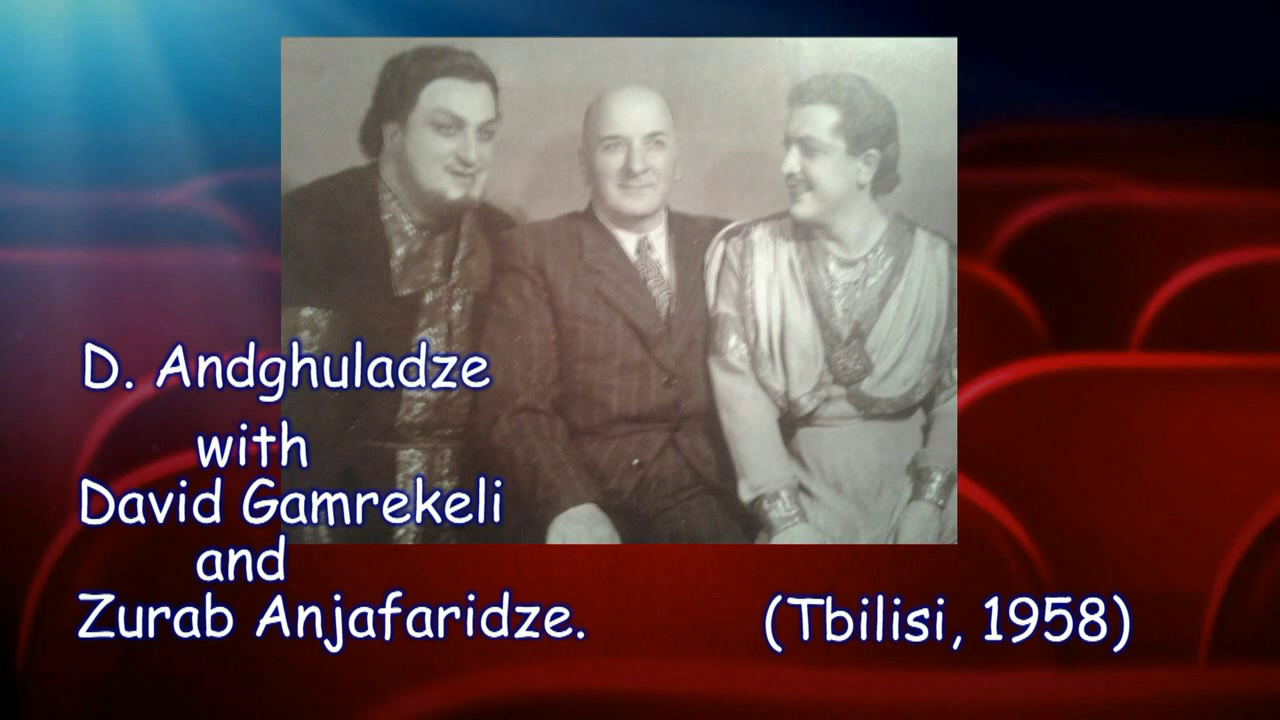 D. Andghuladze
with
David Gamrekeli
and
Zurab Anjafaridze.
(Tbilisi, 1958)